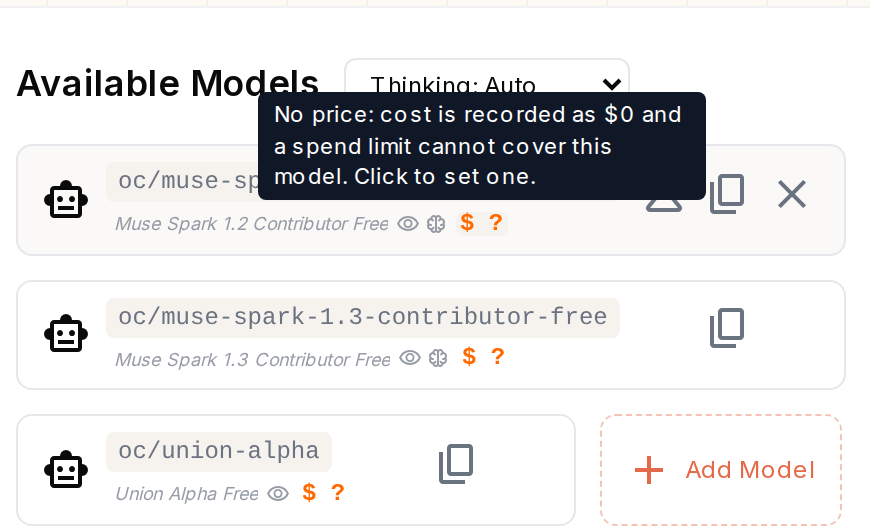 Available Models
Thinking: Auto
No price: cost is recorded as $0 and
a spend limit cannot cover this
model. Click to set one.
oc/muse-sp
Muse Spark 1.2 Contributor Free $ ?
oc/muse-spark-1.3-contributor-free
Muse Spark 1.3 Contributor Free $ ?
oc/union-alpha
Union Alpha Free $ ?
Add Model